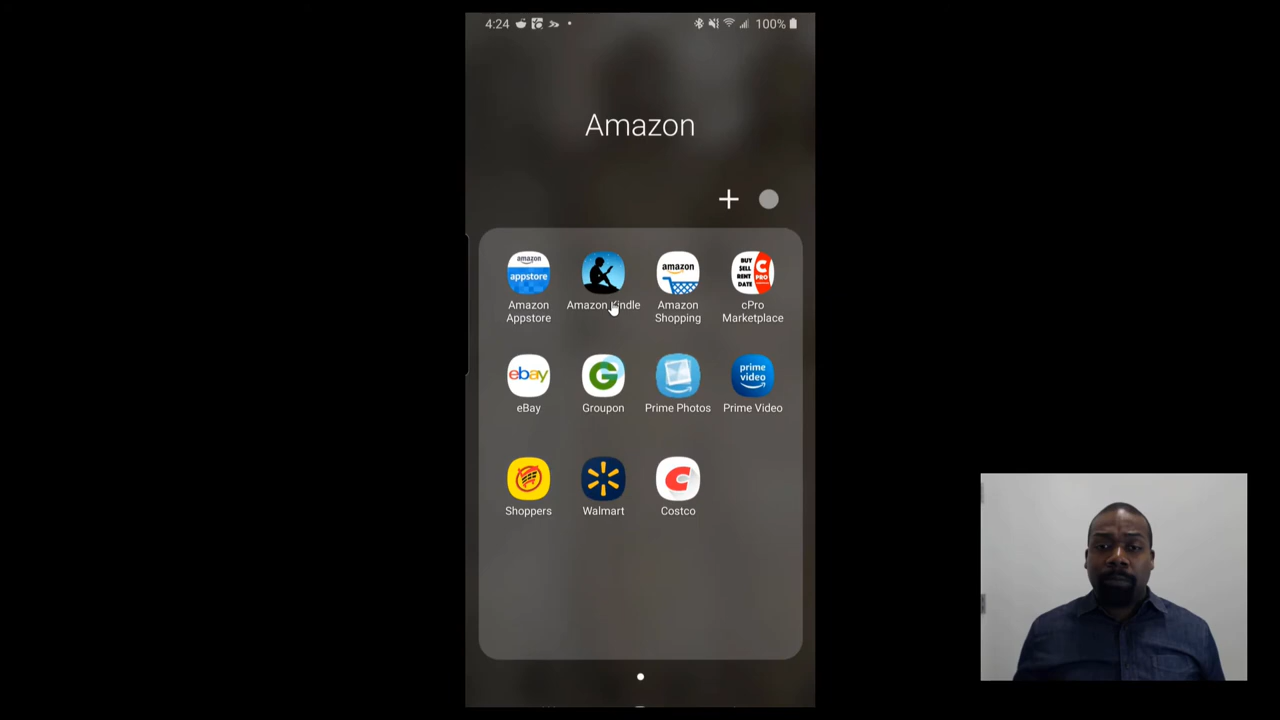 4:24
100%
Amazon
amazon
appstore
amazon
BUY
SELL
RENT
DATE
C
PRO
Amazon
Appstore
Amazon Kindle
Amazon
Shopping
cPro
Marketplace
ebay
G
prime
video
eBay
Groupon
Prime Photos
Prime Video
C
Shoppers
Walmart
Costco